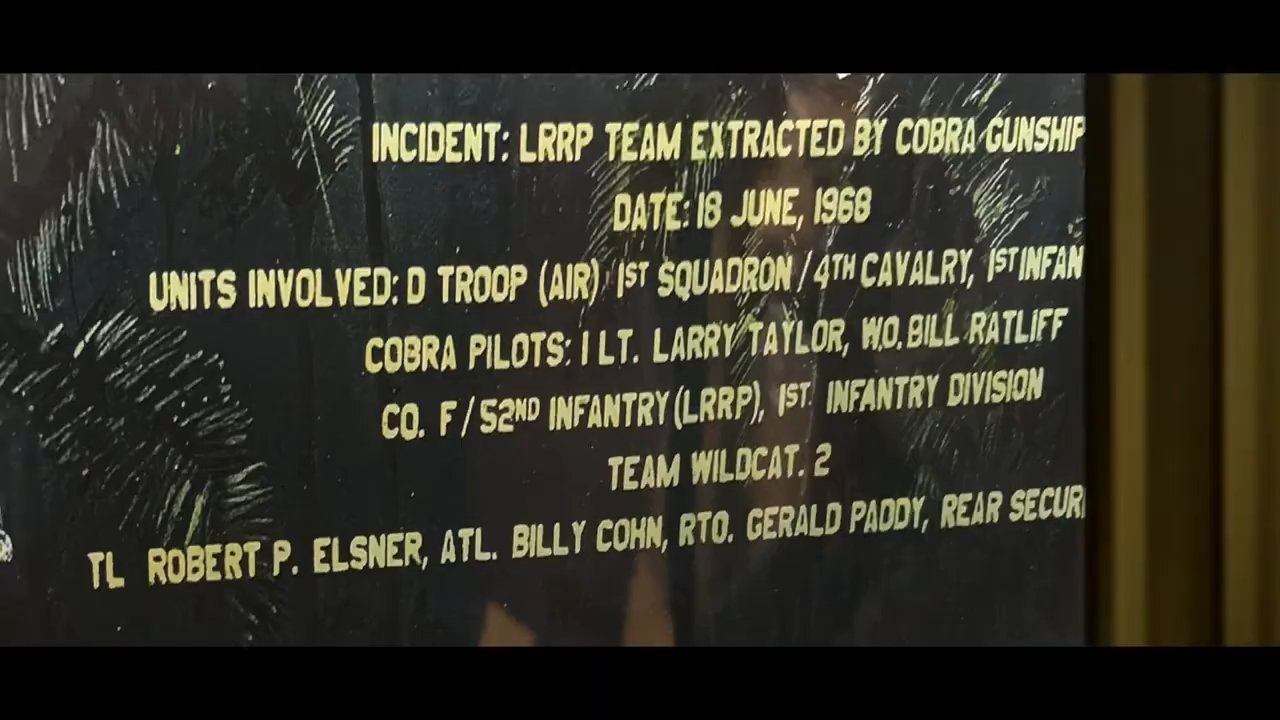 INCIDENT: LRRP TEAM EXTRACTED BY COBRA GUNSHIP
DATE: 18 JUNE, 1968
UNITS INVOLVED: D TROOP (AIR) 1ST SQUADRON / 4TH CAVALRY, 1ST INFAN
COBRA PILOTS: 1 LT. LARRY TAYLOR, W.O. BILL RATLIFF
CO. F / 52ND INFANTRY (LRRP), 1ST. INFANTRY DIVISION
TEAM WILDCAT. 2
TL ROBERT P. ELSNER, ATL. BILLY COHN, RTO. GERALD PADDY, REAR SECURI